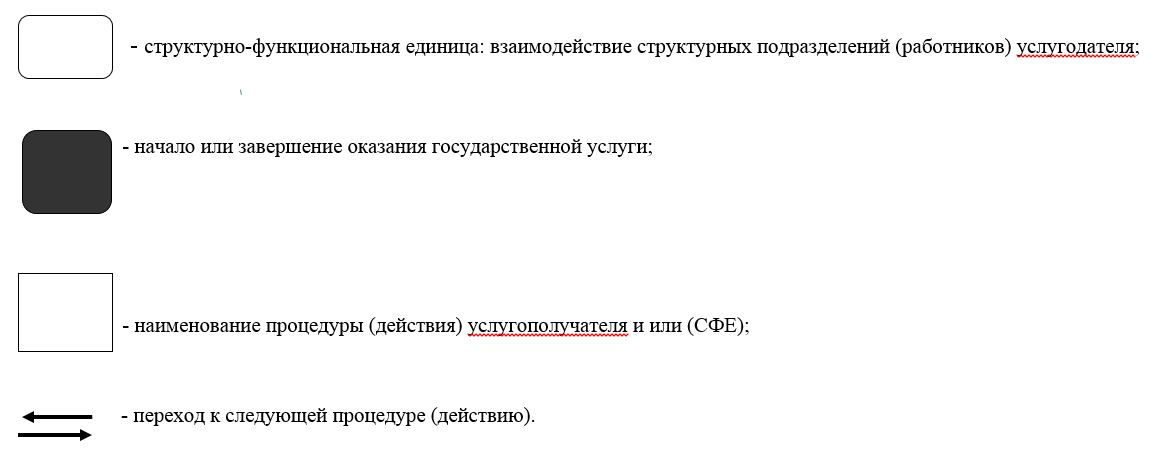 - структурно-функциональная единица: взаимодействие структурных подразделений (работников) услугодателя;
- начало или завершение оказания государственной услуги;
- наименование процедуры (действия) услугополучателя и или (СФЕ);
- переход к следующей процедуре (действию).